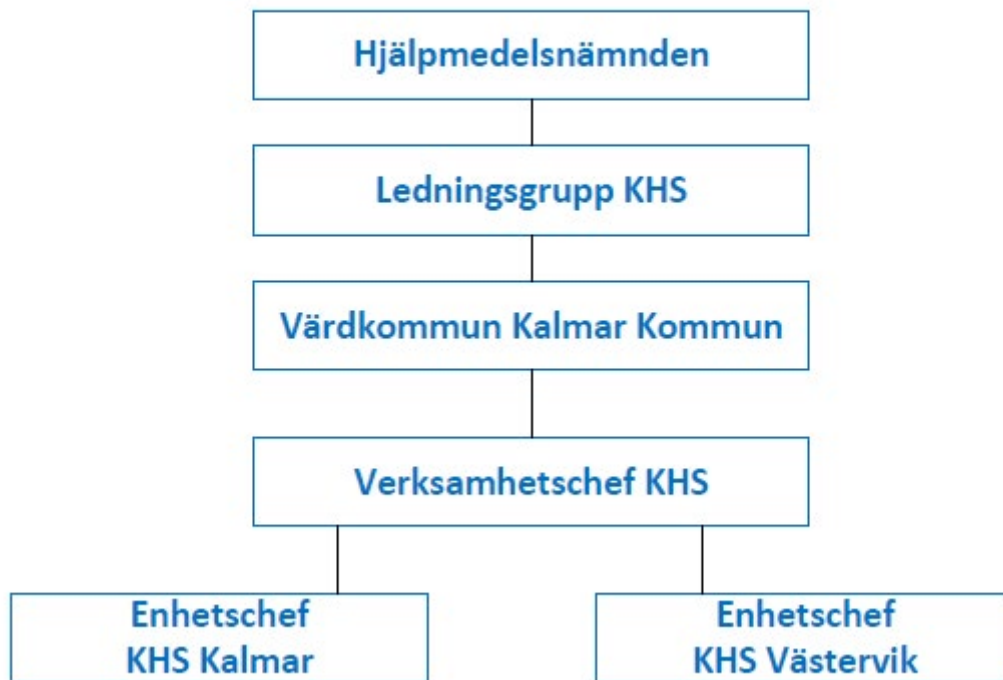 Hjälpmedelsnämnden
Ledningsgrupp KHS
Värdkommun Kalmar Kommun
Verksamhetschef KHS
Enhetschef
KHS Kalmar
Enhetschef
KHS Västervik